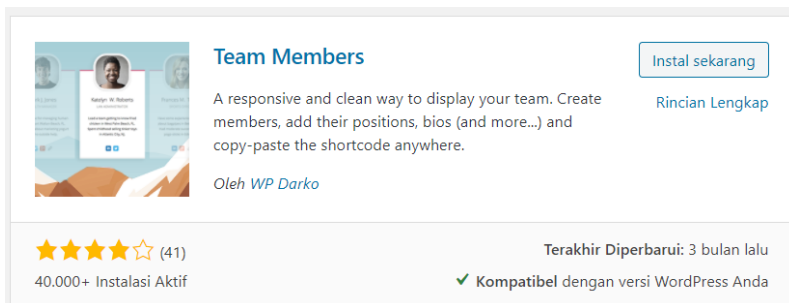 Team Members
Instal sekarang
A responsive and clean way to display your team. Create
members, add their positions, bios (and more...) and
copy-paste the shortcode anywhere.
Rincian Lengkap
Oleh WP Darko
(41)
Terakhir Diperbarui: 3 bulan lalu
40.000+ Instalasi Aktif
Kompatibel dengan versi WordPress Anda